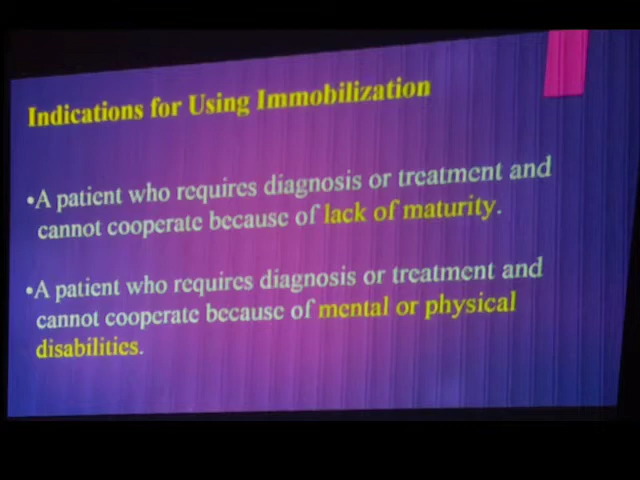 Indications for Using Immobilization
•A patient who requires diagnosis or treatment and
cannot cooperate because of lack of maturity.
•A patient who requires diagnosis or treatment and
cannot cooperate because of mental or physical
disabilities.